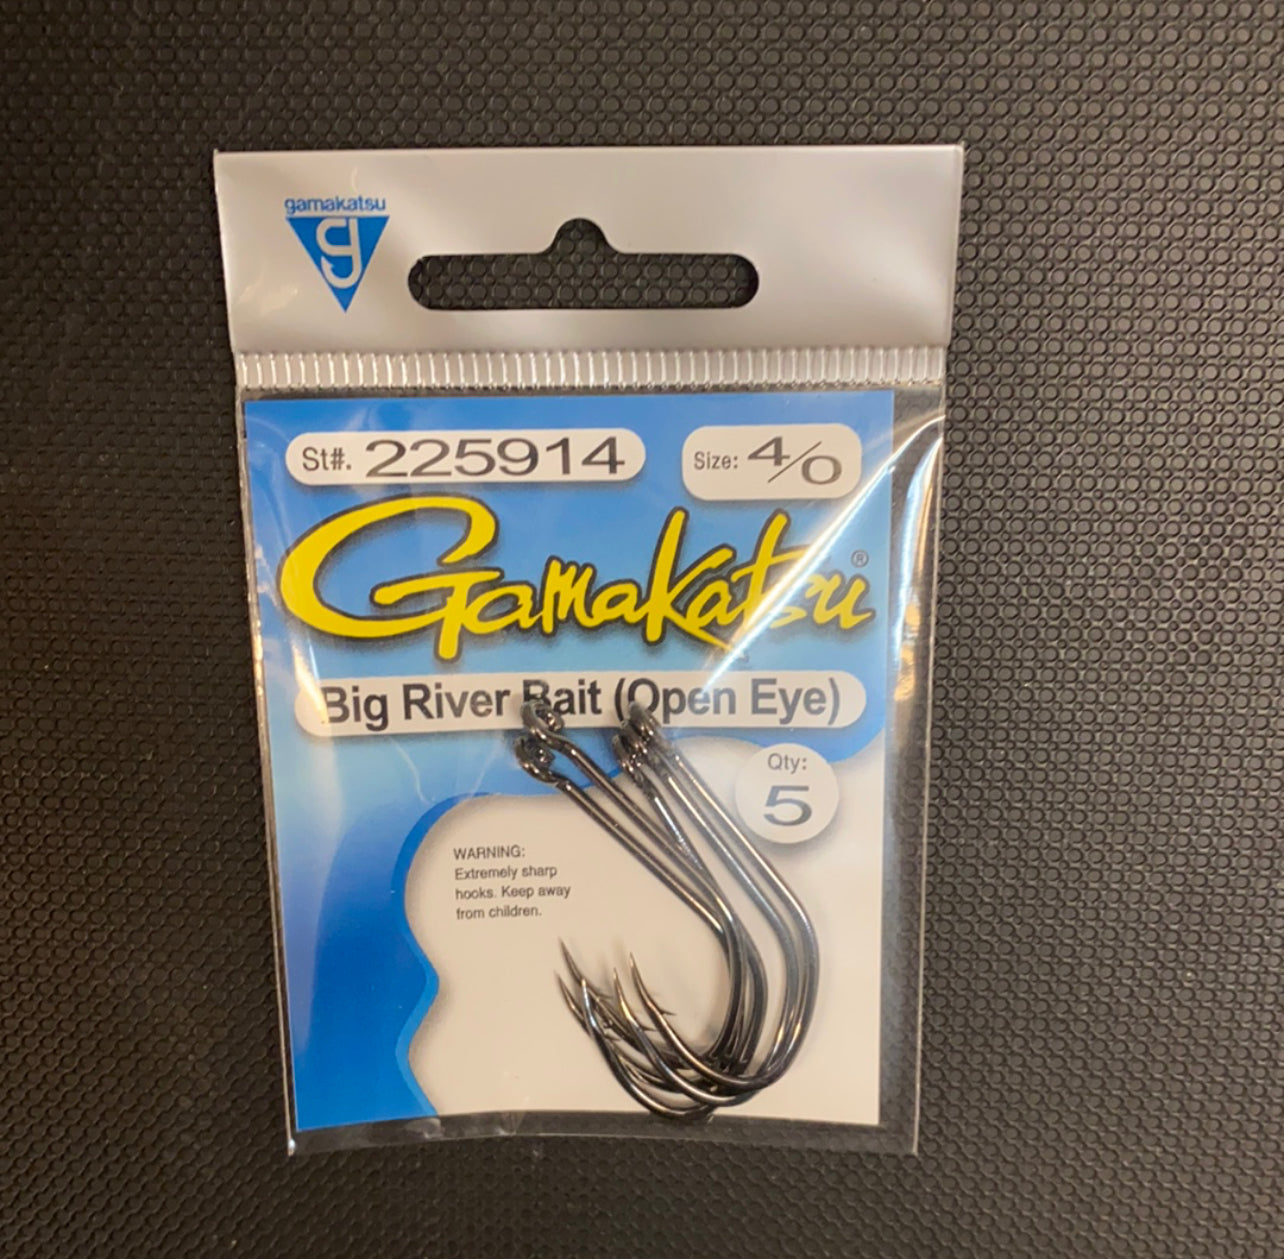 gamakatsu
St#. 225914
Size: 4/0
Gamakatsu®
Big River Bait (Open Eye)
Qty:
5
WARNING:
Extremely sharp
hooks. Keep away
from children.